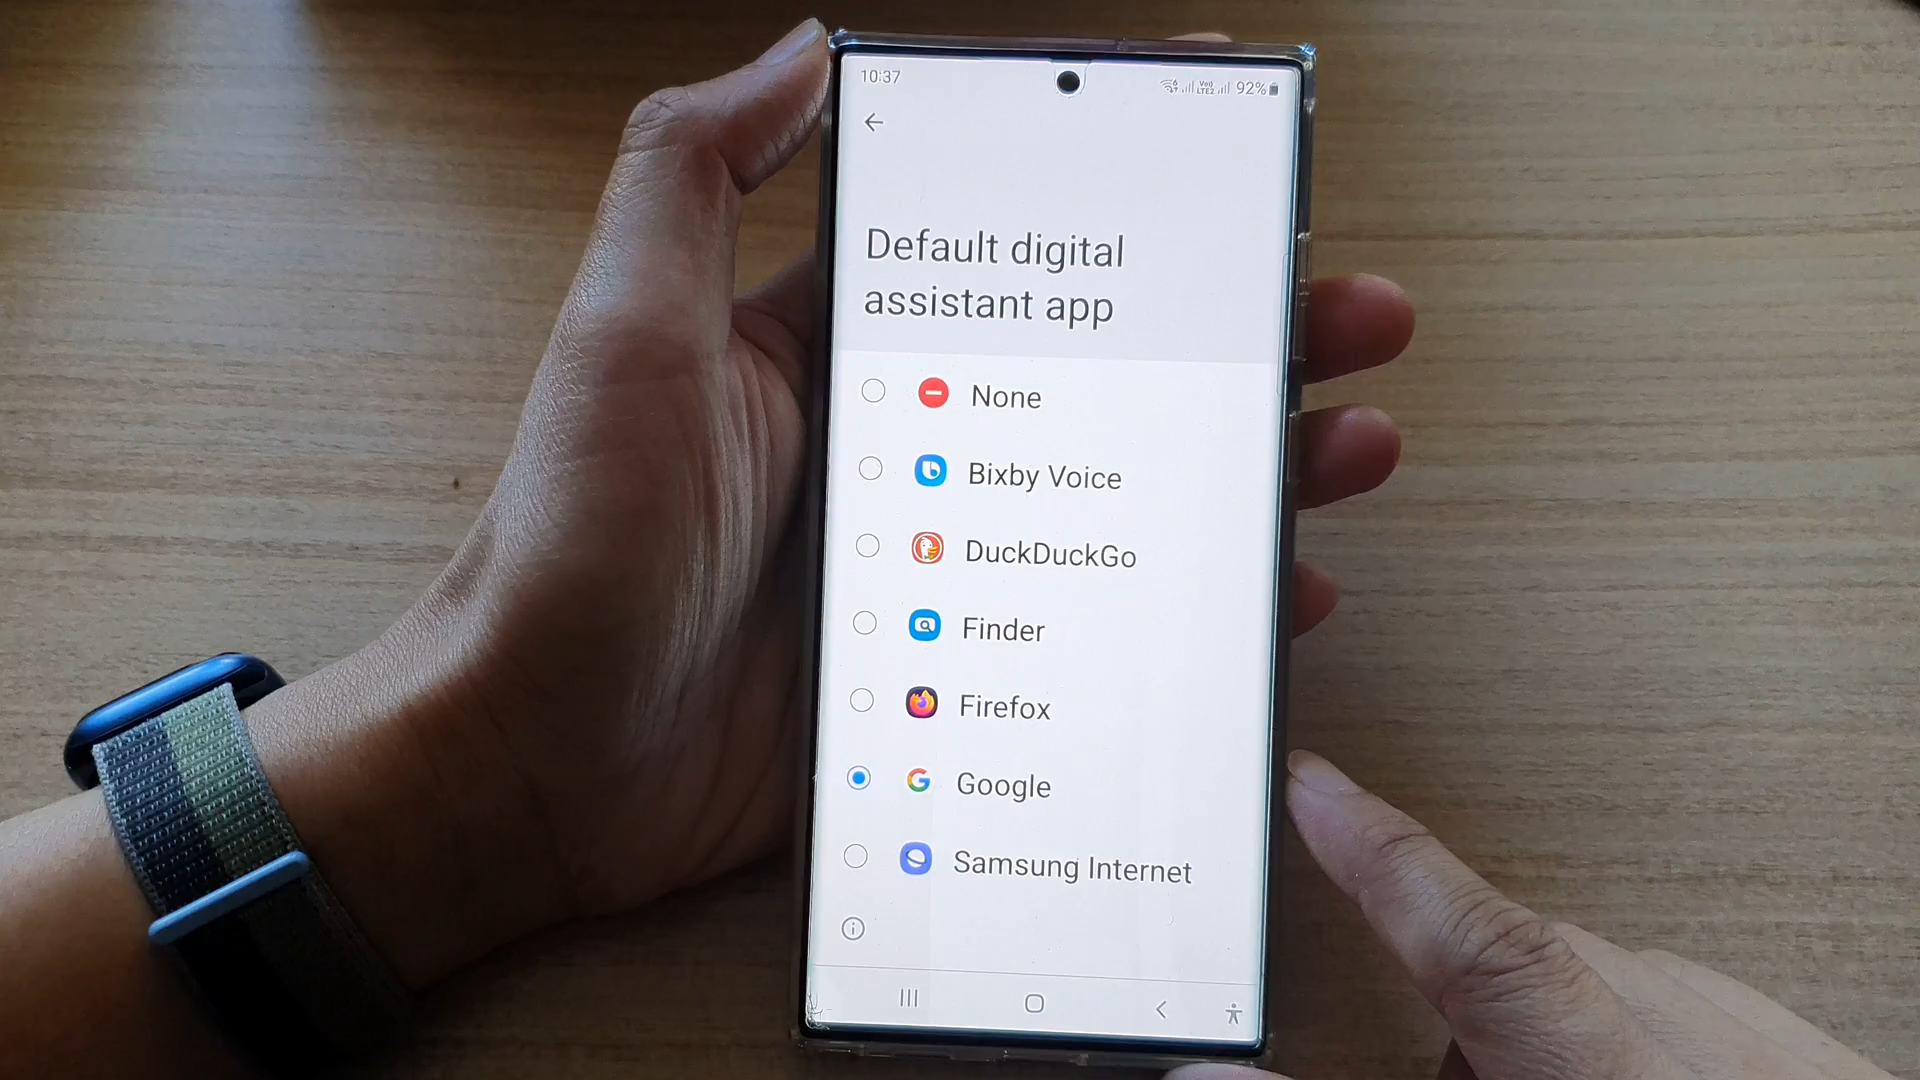 10:37
92%
Default digital
assistant app
None
Bixby Voice
DuckDuckGo
Finder
Firefox
Google
Samsung Internet